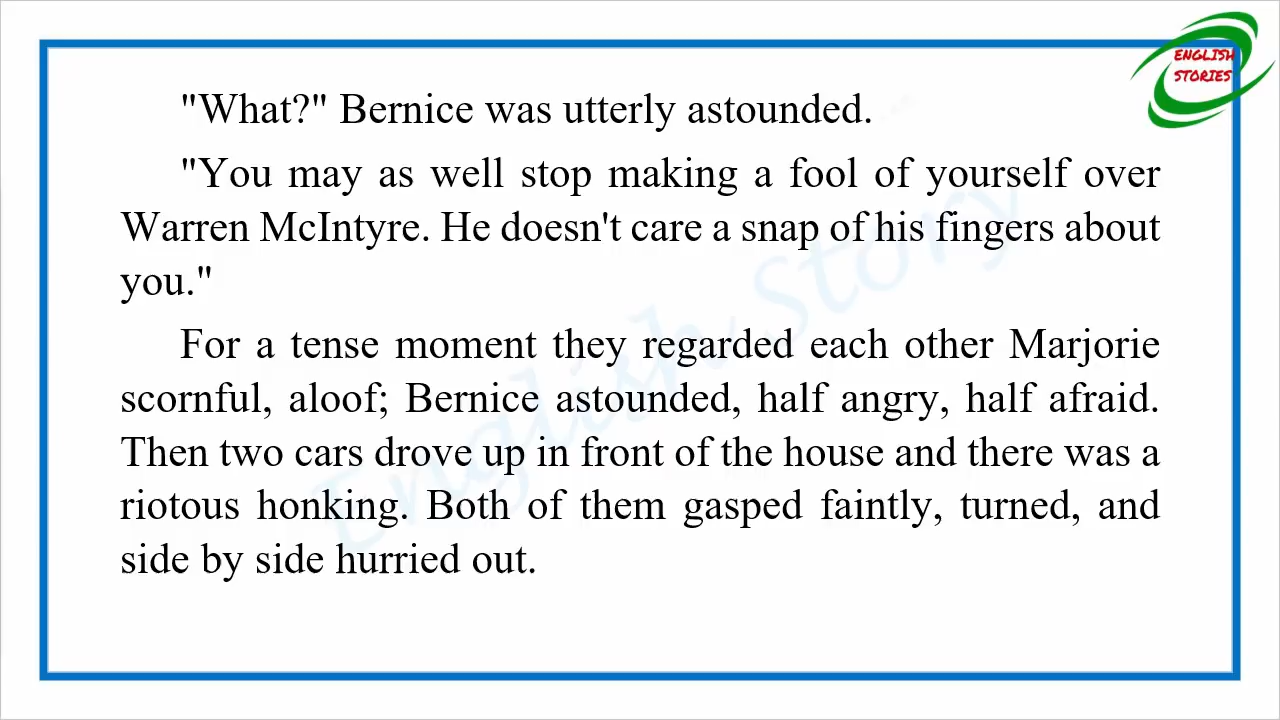 ENGLISH
STORIES
"What?" Bernice was utterly astounded.
"You may as well stop making a fool of yourself over
Warren McIntyre. He doesn't care a snap of his fingers about
you."
For a tense moment they regarded each other Marjorie
scornful, aloof; Bernice astounded, half angry, half afraid.
Then two cars drove up in front of the house and there was a
riotous honking. Both of them gasped faintly, turned, and
side by side hurried out.
English Story